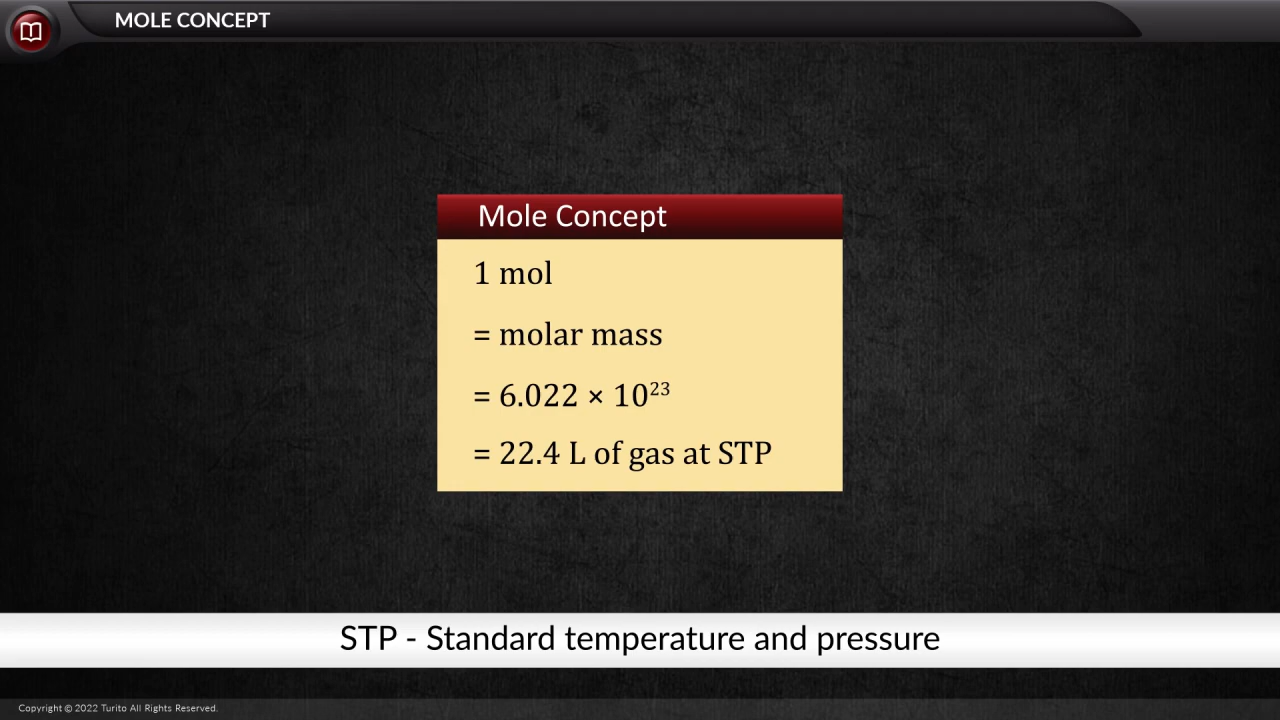 MOLE CONCEPT
Mole Concept
1 mol
= molar mass
= 6.022 × 10²³
= 22.4 L of gas at STP
STP - Standard temperature and pressure
Copyright © 2022 Turito All Rights Reserved.